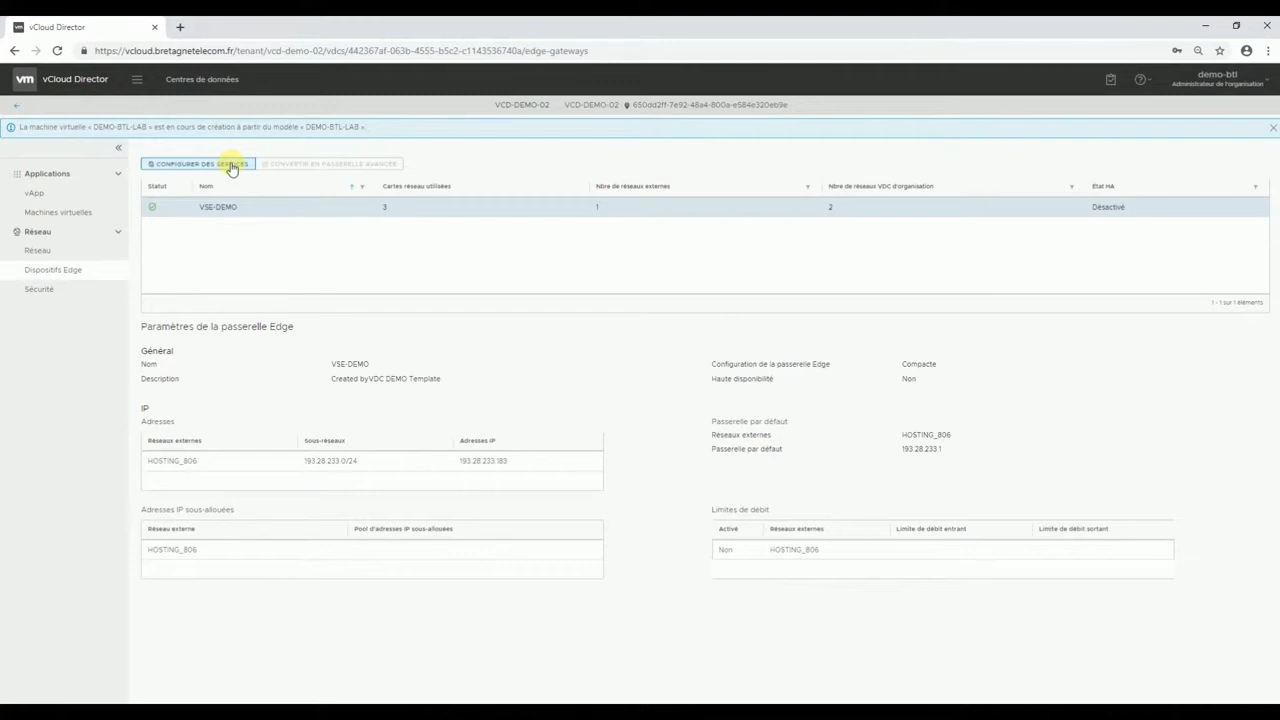 vCloud Director
https://vcloud.bretagnetelecom.fr/tenant/vcd-demo-02/vdcs/442367af-063b-4555-b5c2-c1143536740a/edge-gateways
vm vCloud Director Centres de données demo-btl
Administrateur de l'organisation
VCD-DEMO-02 VCD-DEMO-02 650dd2ff-7e92-48a4-800a-e584e320eb9e
La machine virtuelle « DEMO-BTL-LAB » est en cours de création à partir du modèle « DEMO-BTL-LAB ».
Applications
vApp
Machines virtuelles
Réseau
Réseau
Dispositifs Edge
Sécurité
CONFIGURER DES SERVICES CONVERTIR EN PASSERELLE AVANCÉE
Statut Nom Cartes réseau utilisées Nbre de réseaux externes Nbre de réseaux VDC d'organisation État HA
VSE-DEMO 3 1 2 Désactivé
1 - 1 sur 1 éléments
Paramètres de la passerelle Edge
Général
Nom VSE-DEMO Configuration de la passerelle Edge Compacte
Description Created byVDC DEMO Template Haute disponibilité Non
IP
Adresses Passerelle par défaut
Réseaux externes Sous-réseaux Adresses IP
HOSTING_806 193.28.233.0/24 193.28.233.183
Réseaux externes HOSTING_806
Passerelle par défaut 193.28.233.1
Adresses IP sous-allouées Limites de débit
Réseau externe Pool d'adresses IP sous-allouées
HOSTING_806
Activé Réseaux externes Limite de débit entrant Limite de débit sortant
Non HOSTING_806